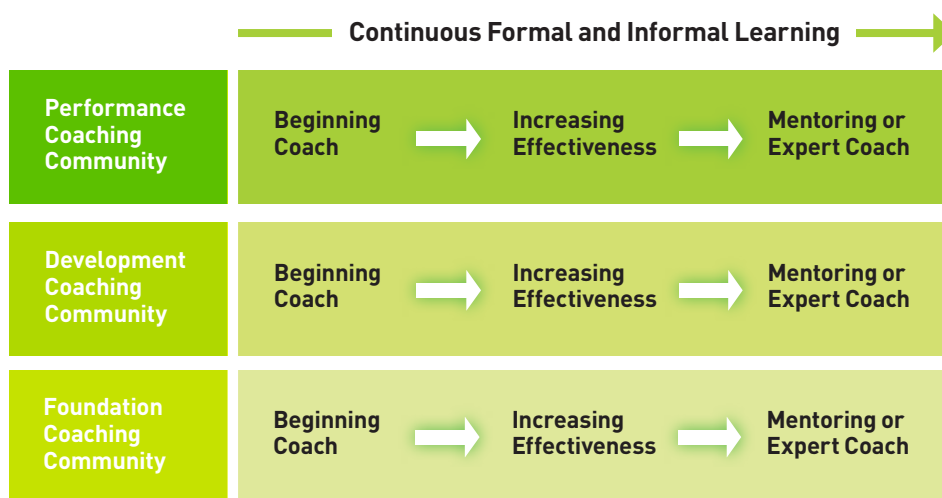 Continuous Formal and Informal Learning
Performance
Coaching
Community
Beginning
Coach
Increasing
Effectiveness
Mentoring or
Expert Coach
Development
Coaching
Community
Beginning
Coach
Increasing
Effectiveness
Mentoring or
Expert Coach
Foundation
Coaching
Community
Beginning
Coach
Increasing
Effectiveness
Mentoring or
Expert Coach